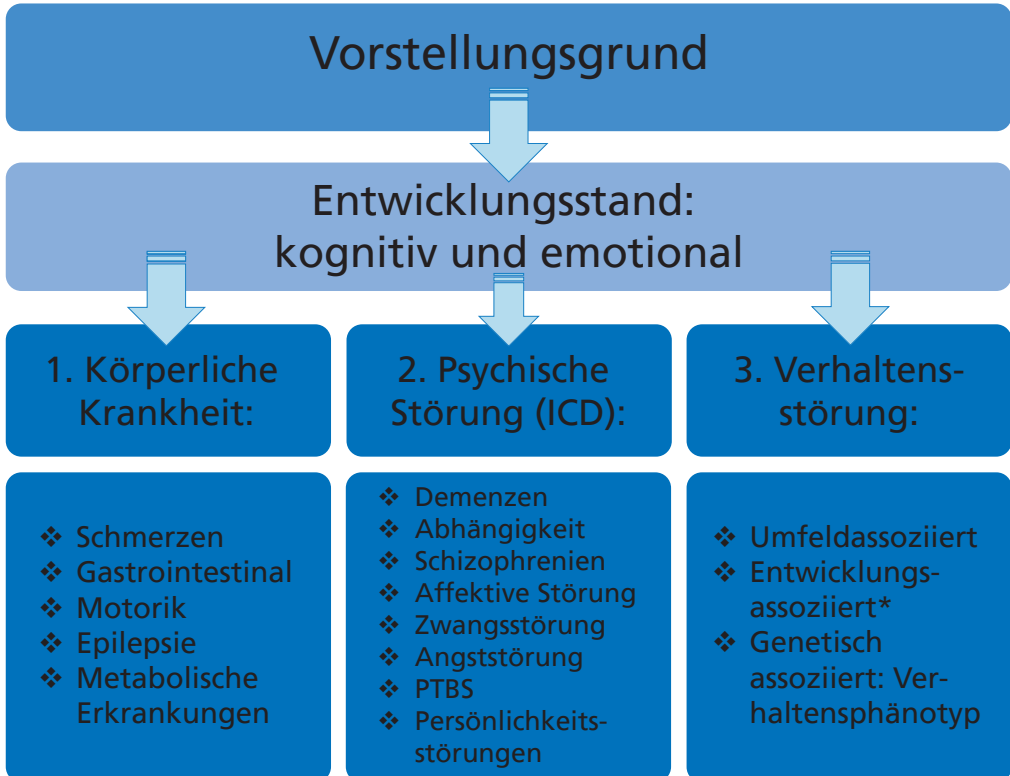 Vorstellungsgrund
Entwicklungsstand:
kognitiv und emotional
1. Körperliche
Krankheit:
2. Psychische
Störung (ICD):
3. Verhaltens-
störung:
❖ Schmerzen
❖ Gastrointestinal
❖ Motorik
❖ Epilepsie
❖ Metabolische
Erkrankungen
❖ Demenzen
❖ Abhängigkeit
❖ Schizophrenien
❖ Affektive Störung
❖ Zwangsstörung
❖ Angststörung
❖ PTBS
❖ Persönlichkeits-
störungen
❖ Umfeldassoziiert
❖ Entwicklungs-
assoziiert*
❖ Genetisch
assoziiert: Ver-
haltensphänotyp